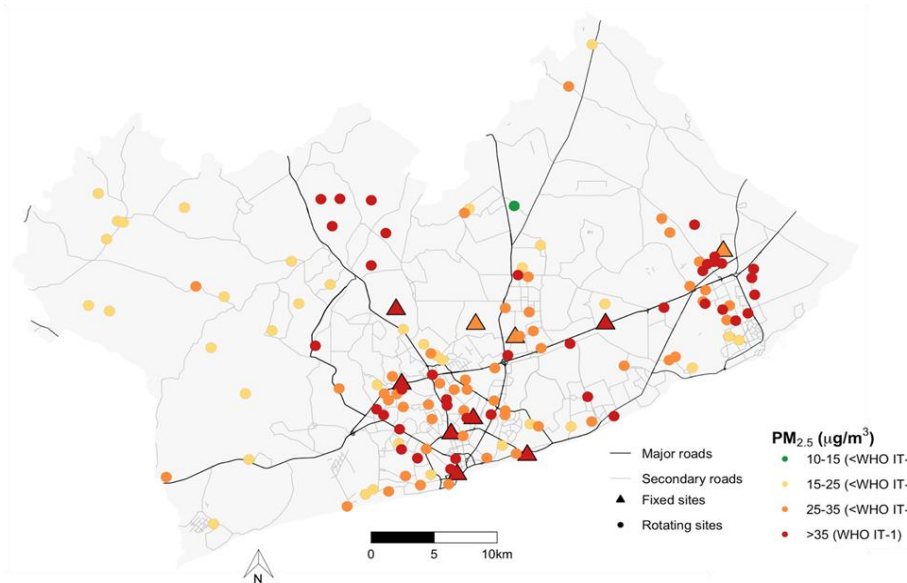 PM2.5 (μg/m3)
Major roads
10-15 (<WHO IT-
Secondary roads
15-25 (<WHO IT-
Fixed sites
25-35 (<WHO IT-
Rotating sites
>35 (WHO IT-1)
0 5 10km
N